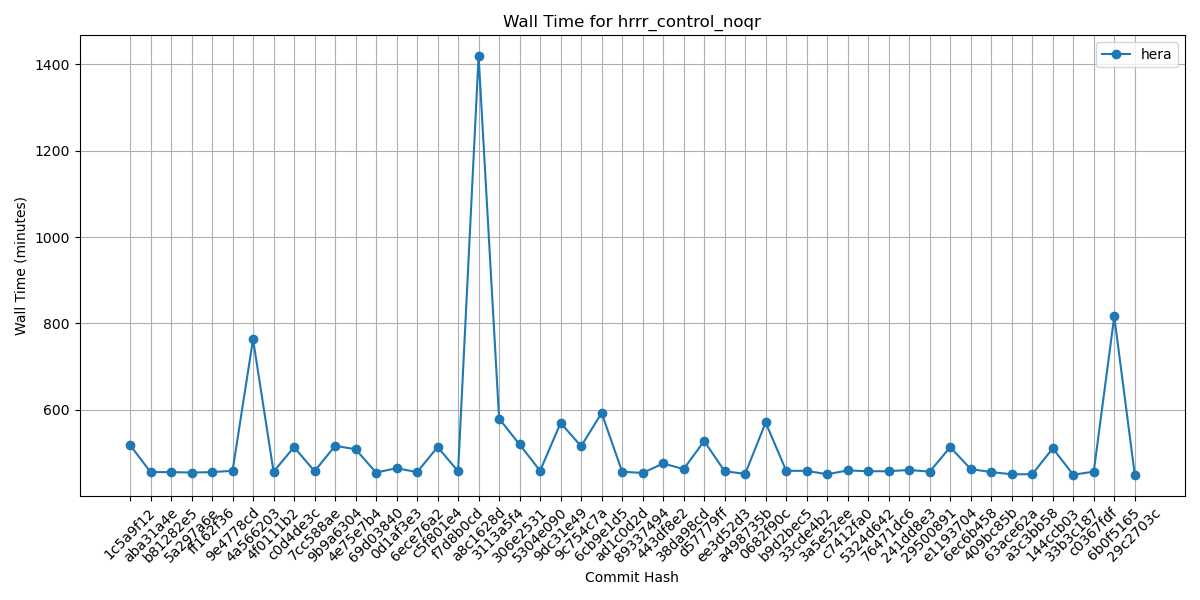 Wall Time for hrrr_control_noqr
hera
1400
1200
1000
800
600
Wall Time (minutes)
1c5a9f12
aba31a4e
b81282e5
5a297a6e
ff162f36
9e4778cd
4a566203
4f0111b2
c0d4de3c
7cc588ae
9b9a6304
4e75e7b4
69d03840
0d1af3e3
6ece76a2
c5f801e4
f7d8b0cd
a8c1628d
3113a5f4
306e2531
5304e090
9dc31e49
9c754c7a
6cb9e1d5
ad1c0d2d
89337494
443df8e2
38da98cd
d57779ff
ee3d52d3
a498735b
0682f90c
b9d2bec5
33cde4b2
3a5e52ee
c7412fa0
5324d642
76471dc6
241dd8e3
29500891
e1193704
6ec6b458
409bc85b
63ace62a
a3c3bb58
144ccb03
33b3c187
c0367fdf
6b0f5165
29c2703c
Commit Hash